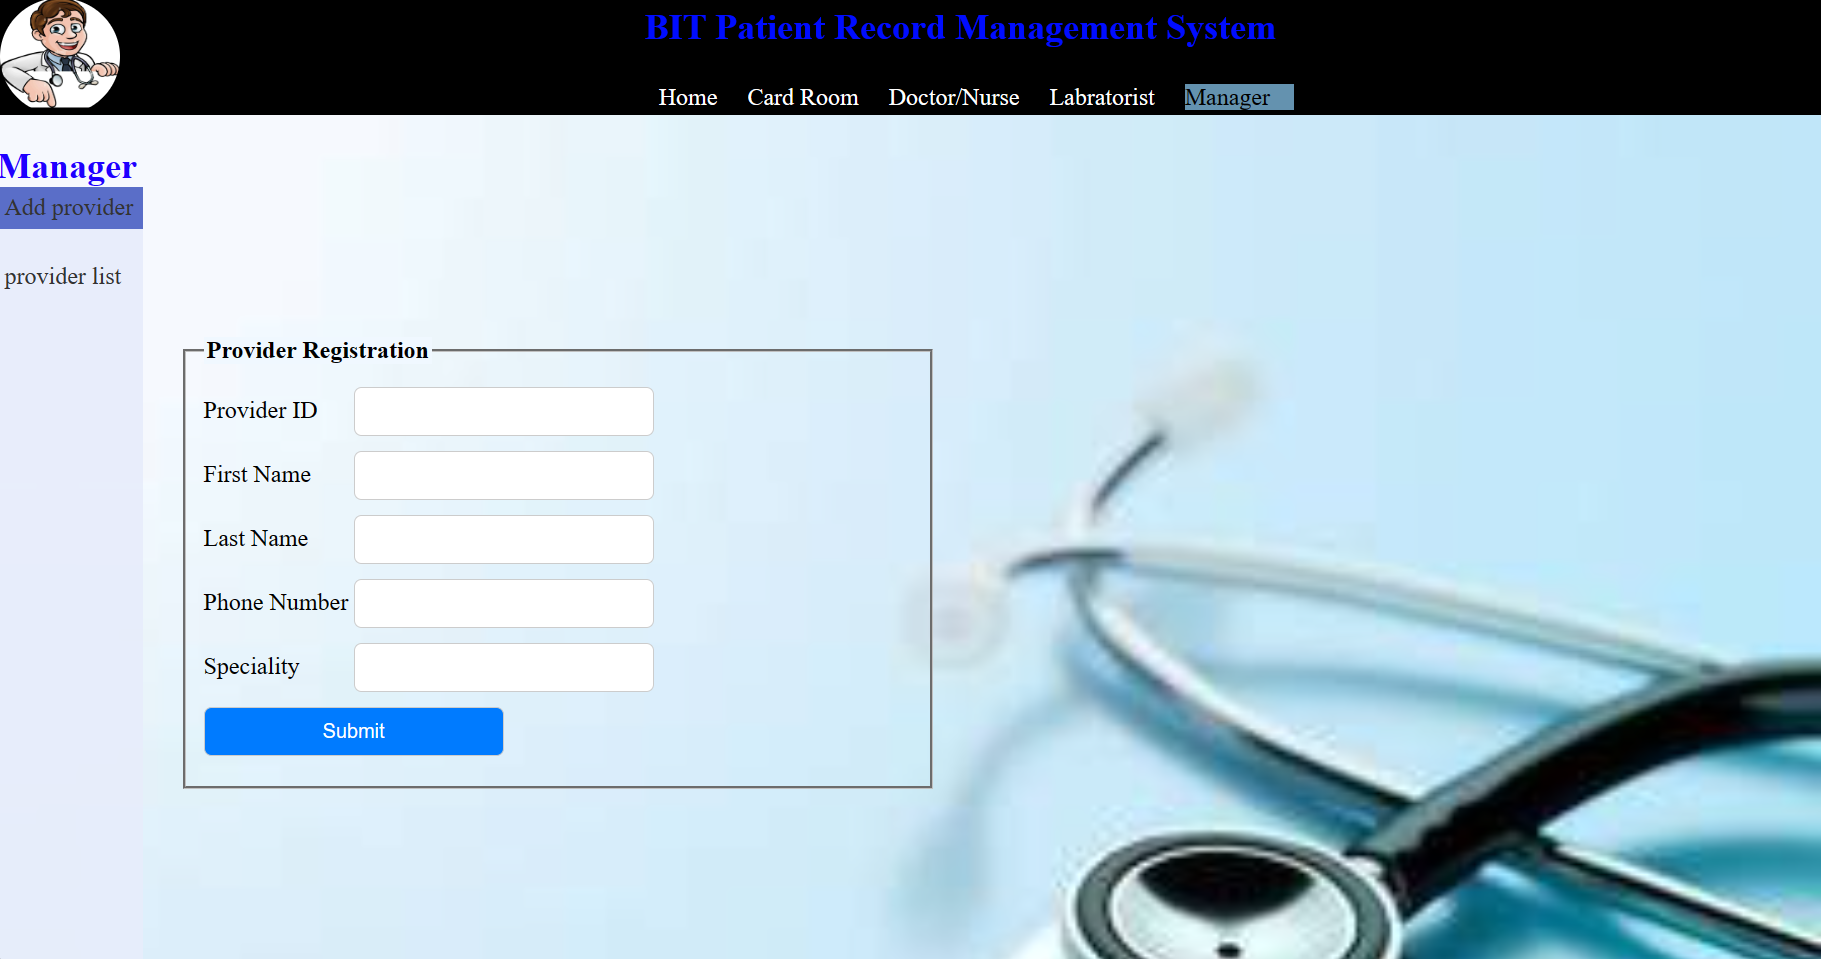 BIT Patient Record Management System
Home Card Room Doctor/Nurse Labratorist Manager
Manager
Add provider
provider list
Provider Registration
Provider ID
First Name
Last Name
Phone Number
Speciality
Submit